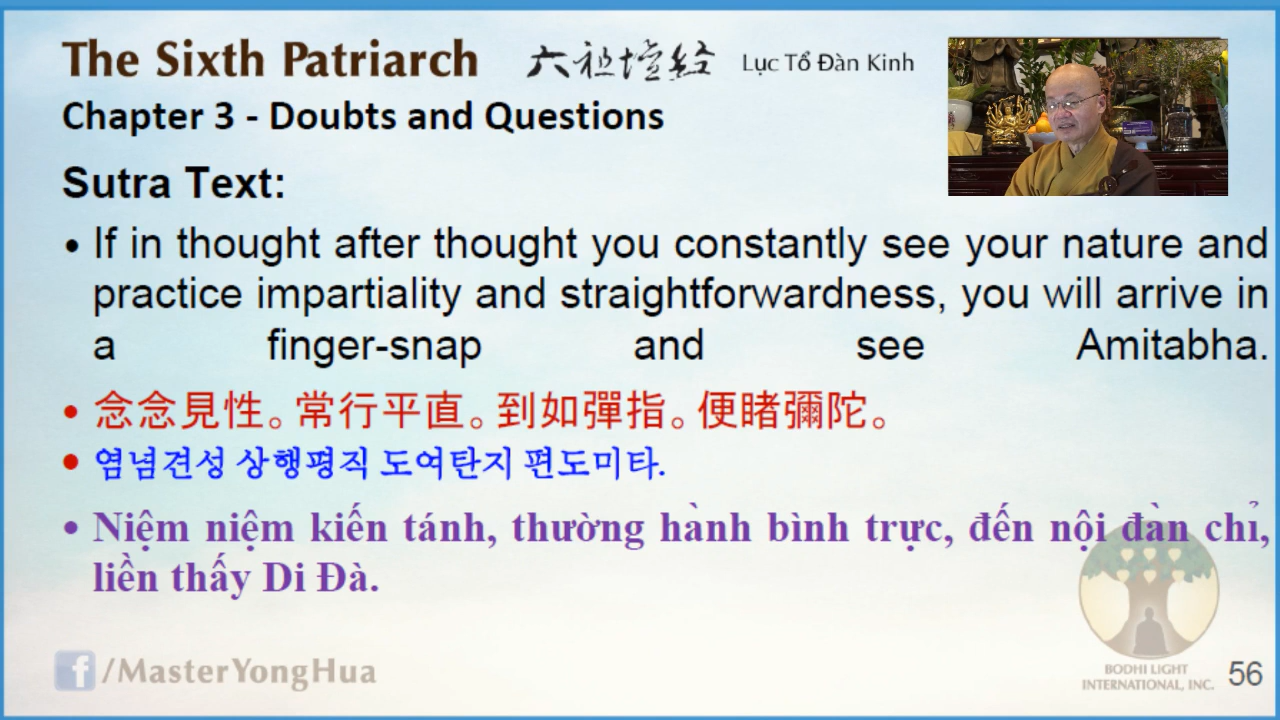 The Sixth Patriarch 六祖壇経 Lục Tổ Đàn Kinh
Chapter 3 - Doubts and Questions
Sutra Text:
• If in thought after thought you constantly see your nature and
practice impartiality and straightforwardness, you will arrive in
a finger-snap and see Amitabha.
• 念念見性。常行平直。到如彈指。便睹彌陀。
• 염념견성 상행평직 도여탄지 편도미타.
• Niệm niệm kiến tánh, thường hành bình trực, đến nội đàn chỉ,
liền thấy Di Đà.
f/MasterYongHua
BODHI LIGHT
INTERNATIONAL, INC.
56